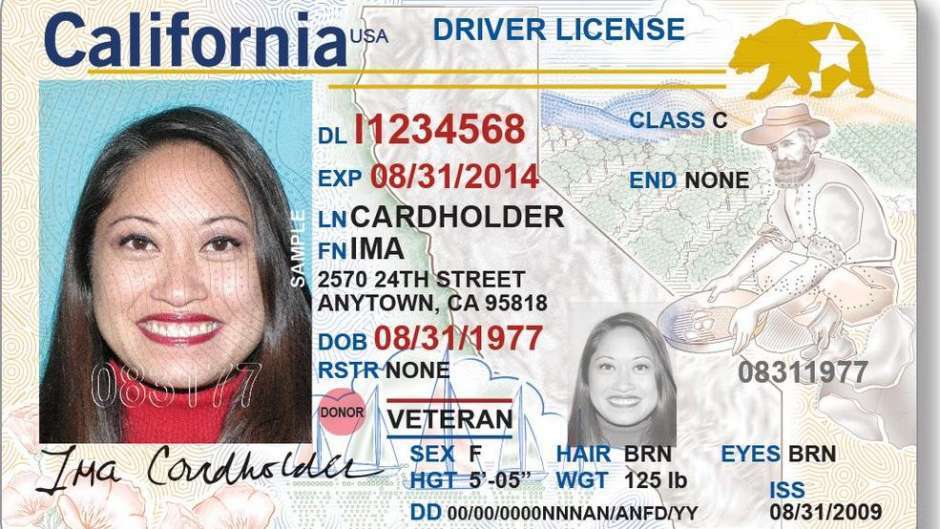 California USA DRIVER LICENSE
DL I1234568
CLASS C
EXP 08/31/2014
END NONE
LN CARDHOLDER
FN IMA
2570 24TH STREET
ANYTOWN, CA 95818
DOB 08/31/1977
RSTR NONE
08311977
SAMPLE
083177
DONOR
VETERAN
SEX F HAIR BRN EYES BRN
HGT 5'-05" WGT 125 lb
ISS
DD 00/00/0000NNNAN/ANFD/YY 08/31/2009
Ima Cardholder